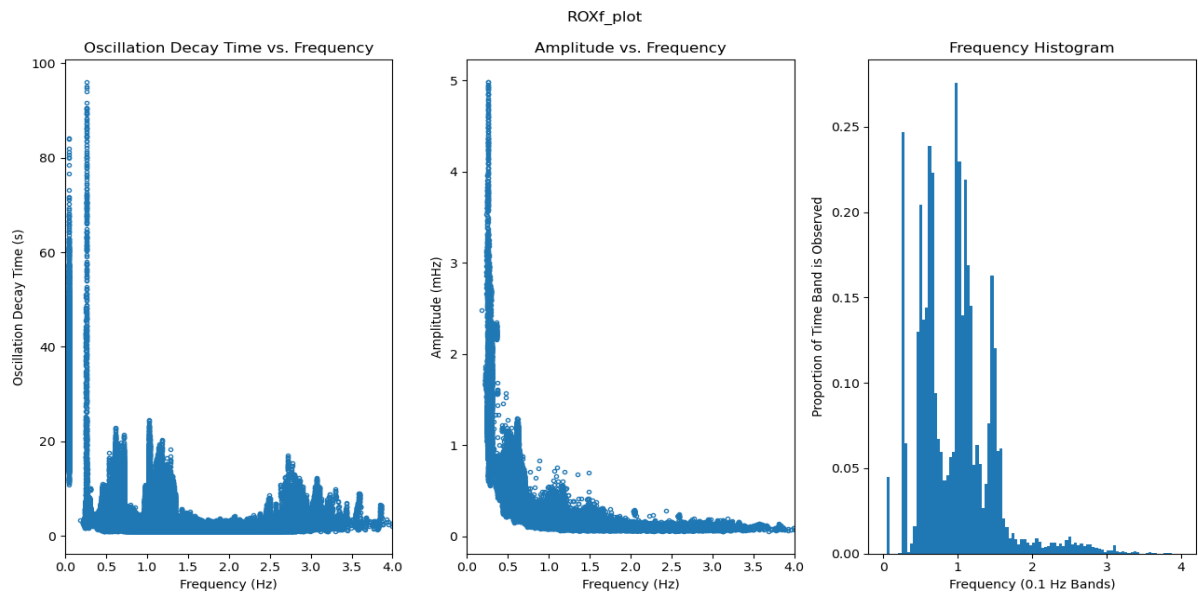 ROXf_plot
Oscillation Decay Time vs. Frequency
Amplitude vs. Frequency
Frequency Histogram
Oscillation Decay Time (s)
100
80
60
40
20
0
0.0 0.5 1.0 1.5 2.0 2.5 3.0 3.5 4.0
Frequency (Hz)
Amplitude (mHz)
5
4
3
2
1
0
0.0 0.5 1.0 1.5 2.0 2.5 3.0 3.5 4.0
Frequency (Hz)
Proportion of Time Band is Observed
0.25
0.20
0.15
0.10
0.05
0.00
0 1 2 3 4
Frequency (0.1 Hz Bands)